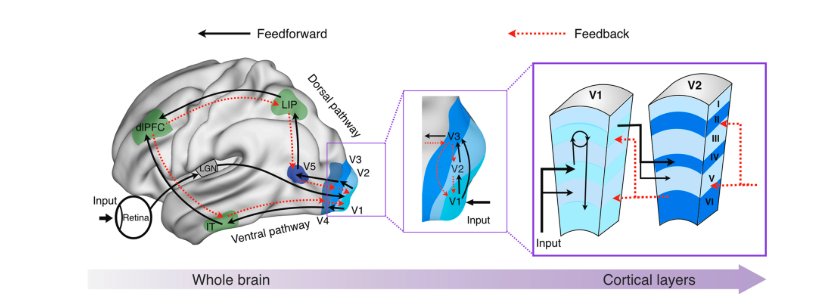 Feedforward
Feedback
Dorsal pathway
LIP
dlPFC
LGN
V5
V3
V2
V1
V4
Input
Retina
IT
Ventral pathway
V3
V2
V1
Input
V1
V2
I
II
III
IV
V
VI
Input
Whole brain
Cortical layers